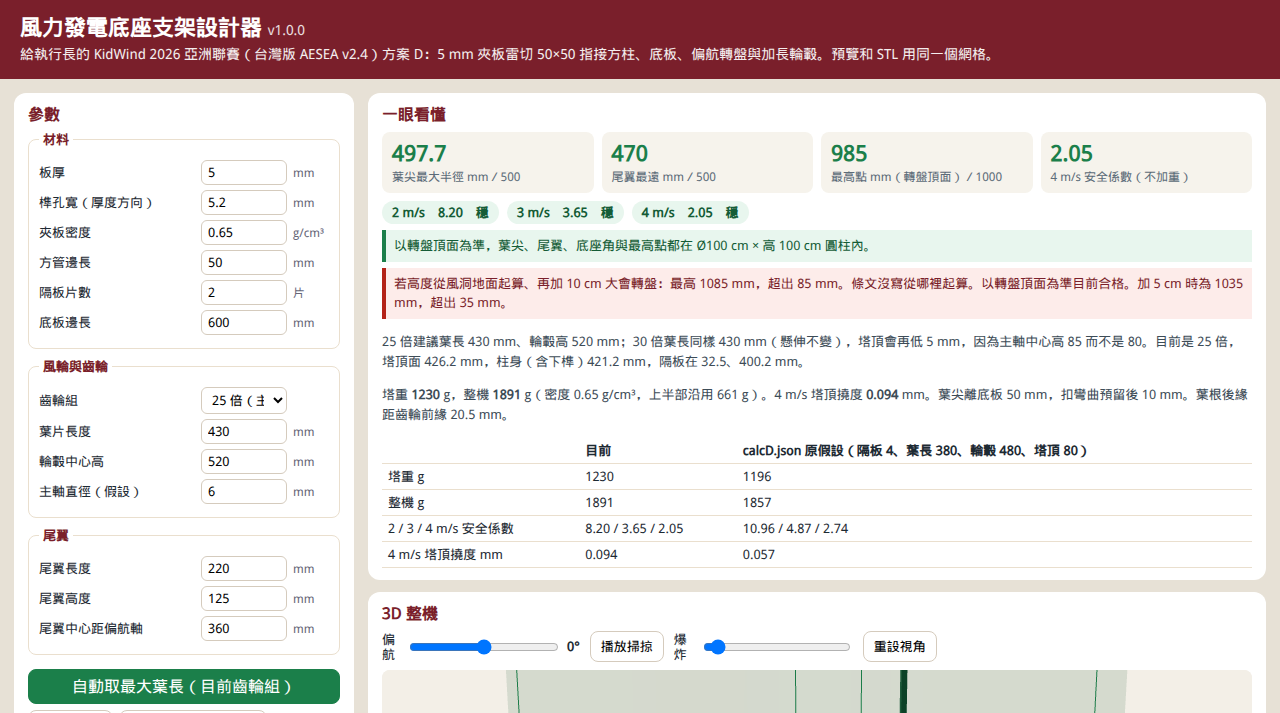 風力發電底座支架設計器 v1.0.0
給執行長的 KidWind 2026 亞洲聯賽（台灣版 AESEA v2.4）方案 D：5 mm 夾板雷切 50×50 指接方柱、底板、偏航轉盤與加長輪轂。預覽和 STL 用同一個網格。
參數
材料
板厚 5 mm
榫孔寬（厚度方向） 5.2 mm
夾板密度 0.65 g/cm³
方管邊長 50 mm
隔板片數 2 片
底板邊長 600 mm
風輪與齒輪
齒輪組 25 倍（主
葉片長度 430 mm
輪轂中心高 520 mm
主軸直徑（假設） 6 mm
尾翼
尾翼長度 220 mm
尾翼高度 125 mm
尾翼中心距偏航軸 360 mm
自動取最大葉長（目前齒輪組）
一眼看懂
497.7 470 985 2.05
葉尖最大半徑 mm / 500 尾翼最遠 mm / 500 最高點 mm（轉盤頂面）/ 1000 4 m/s 安全係數（不加重）
2 m/s 8.20 穩 3 m/s 3.65 穩 4 m/s 2.05 穩
以轉盤頂面為準，葉尖、尾翼、底座角與最高點都在 Ø100 cm × 高 100 cm 圓柱內。
若高度從風洞地面起算、再加 10 cm 大會轉盤：最高 1085 mm，超出 85 mm。條文沒寫從哪裡起算。以轉盤頂面為準目前合格。加 5 cm 時為 1035
mm，超出 35 mm。
25 倍建議葉長 430 mm、輪轂高 520 mm；30 倍葉長同樣 430 mm（懸伸不變），塔頂會再低 5 mm，因為主軸中心高 85 而不是 80。目前是 25 倍，
塔頂面 426.2 mm，柱身（含下榫）421.2 mm，隔板在 32.5、400.2 mm。
塔重 1230 g，整機 1891 g（密度 0.65 g/cm³，上半部沿用 661 g）。4 m/s 塔頂撓度 0.094 mm。葉尖離底板 50 mm，扣彎曲預留後 10 mm。葉根後緣
距齒輪前緣 20.5 mm。
目前 calcD.json 原假設（隔板 4、葉長 380、輪轂 480、塔頂 80）
塔重 g 1230 1196
整機 g 1891 1857
2 / 3 / 4 m/s 安全係數 8.20 / 3.65 / 2.05 10.96 / 4.87 / 2.74
4 m/s 塔頂撓度 mm 0.094 0.057
3D 整機
偏航 0° 播放掃掠 爆炸 重設視角